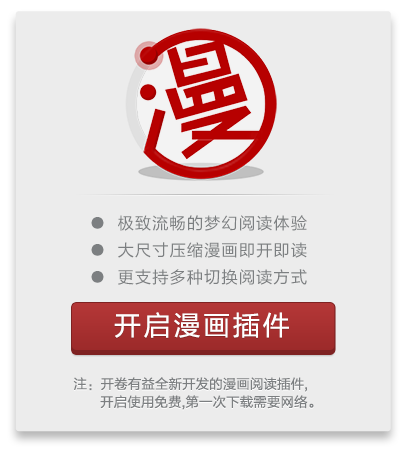 漫
极致流畅的梦幻阅读体验
大尺寸压缩漫画即开即读
更支持多种切换阅读方式
开启漫画插件
注：开卷有益全新开发的漫画阅读插件,
开启使用免费,第一次下载需要网络。